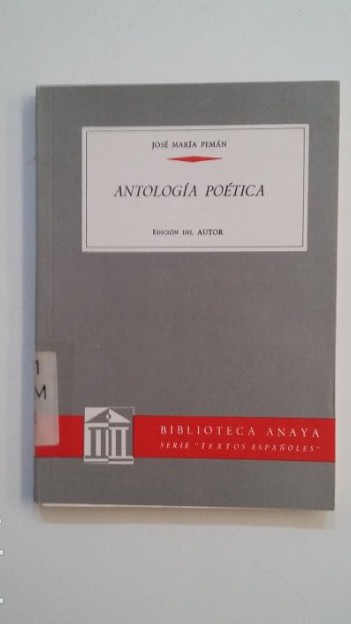 JOSÉ MARÍA PEMÁN
ANTOLOGÍA POÉTICA
EDICIÓN DEL AUTOR
M
BIBLIOTECA ANAYA
SERIE "TEXTOS ESPAÑOLES"